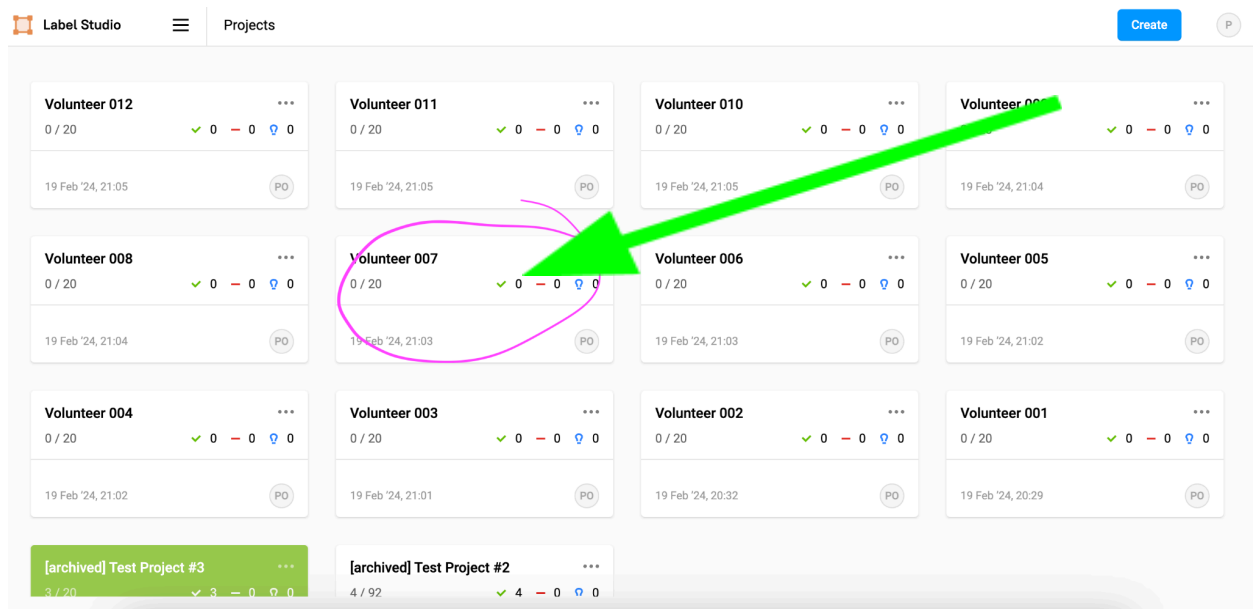 Label Studio Projects Create P
Volunteer 012 Volunteer 011 Volunteer 010 Volunteer
0 / 20 0 0 0 0 / 20 0 0 0 0 / 20 0 0 0 0 0 0
19 Feb '24, 21:05 PO 19 Feb '24, 21:05 PO 19 Feb '24, 21:05 PO 19 Feb '24, 21:04 PO
Volunteer 008 Volunteer 007 Volunteer 006 Volunteer 005
0 / 20 0 0 0 0 / 20 0 0 0 0 / 20 0 0 0 0 / 20 0 0 0
19 Feb '24, 21:04 PO 19 Feb '24, 21:03 PO 19 Feb '24, 21:03 PO 19 Feb '24, 21:02 PO
Volunteer 004 Volunteer 003 Volunteer 002 Volunteer 001
0 / 20 0 0 0 0 / 20 0 0 0 0 / 20 0 0 0 0 / 20 0 0 0
19 Feb '24, 21:02 PO 19 Feb '24, 21:01 PO 19 Feb '24, 20:32 PO 19 Feb '24, 20:29 PO
[archived] Test Project #3 [archived] Test Project #2
3 / 20 3 0 0 4 / 92 4 0 0